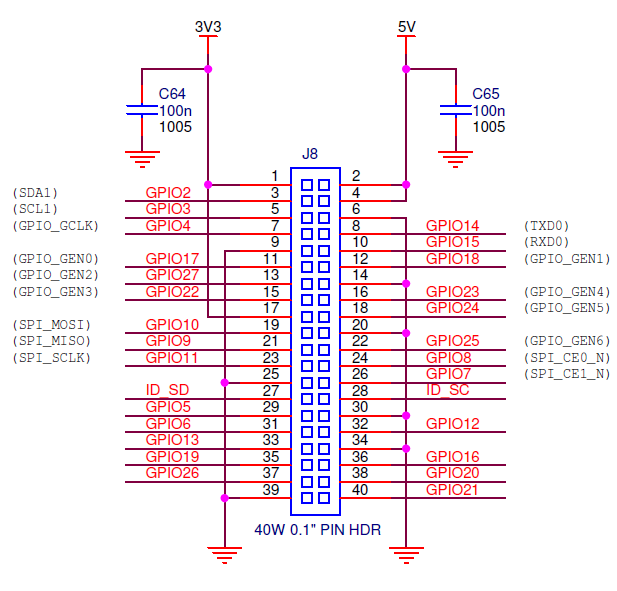 3V3 5V
C64 C65
100n 100n
1005 1005
J8
1 2
(SDA1) GPIO2 3 4
(SCL1) GPIO3 5 6
(GPIO_GCLK) GPIO4 7 8 GPIO14 (TXD0)
9 10 GPIO15 (RXD0)
(GPIO_GEN0) GPIO17 11 12 GPIO18 (GPIO_GEN1)
(GPIO_GEN2) GPIO27 13 14
(GPIO_GEN3) GPIO22 15 16 GPIO23 (GPIO_GEN4)
17 18 GPIO24 (GPIO_GEN5)
(SPI_MOSI) GPIO10 19 20
(SPI_MISO) GPIO9 21 22 GPIO25 (GPIO_GEN6)
(SPI_SCLK) GPIO11 23 24 GPIO8 (SPI_CE0_N)
25 26 GPIO7 (SPI_CE1_N)
ID_SD 27 28 ID_SC
GPIO5 29 30
GPIO6 31 32 GPIO12
GPIO13 33 34
GPIO19 35 36 GPIO16
GPIO26 37 38 GPIO20
39 40 GPIO21
40W 0.1" PIN HDR